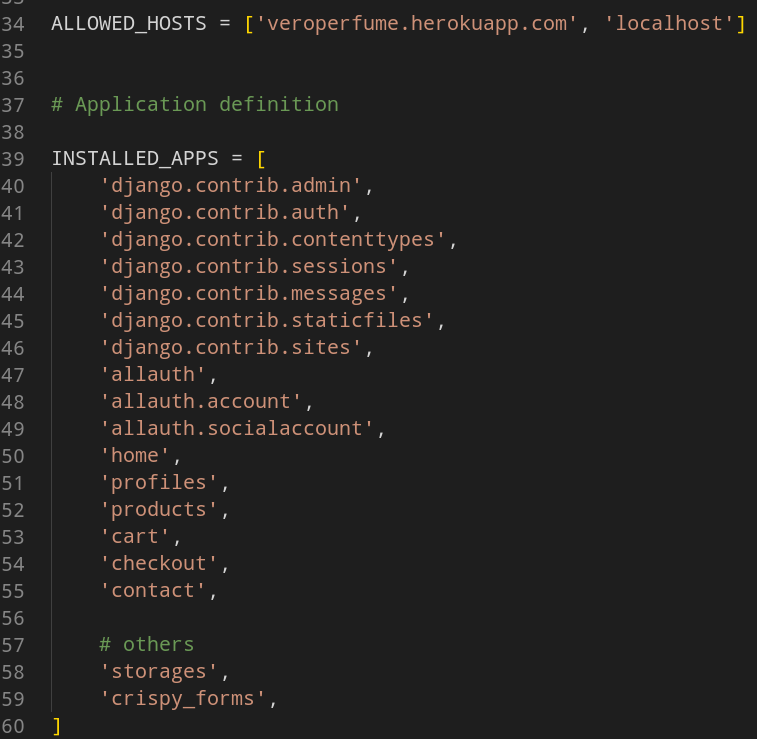 34 ALLOWED_HOSTS = ['veroperfume.herokuapp.com', 'localhost']
35
36
37 # Application definition
38
39 INSTALLED_APPS = [
40     'django.contrib.admin',
41     'django.contrib.auth',
42     'django.contrib.contenttypes',
43     'django.contrib.sessions',
44     'django.contrib.messages',
45     'django.contrib.staticfiles',
46     'django.contrib.sites',
47     'allauth',
48     'allauth.account',
49     'allauth.socialaccount',
50     'home',
51     'profiles',
52     'products',
53     'cart',
54     'checkout',
55     'contact',
56
57     # others
58     'storages',
59     'crispy_forms',
60 ]